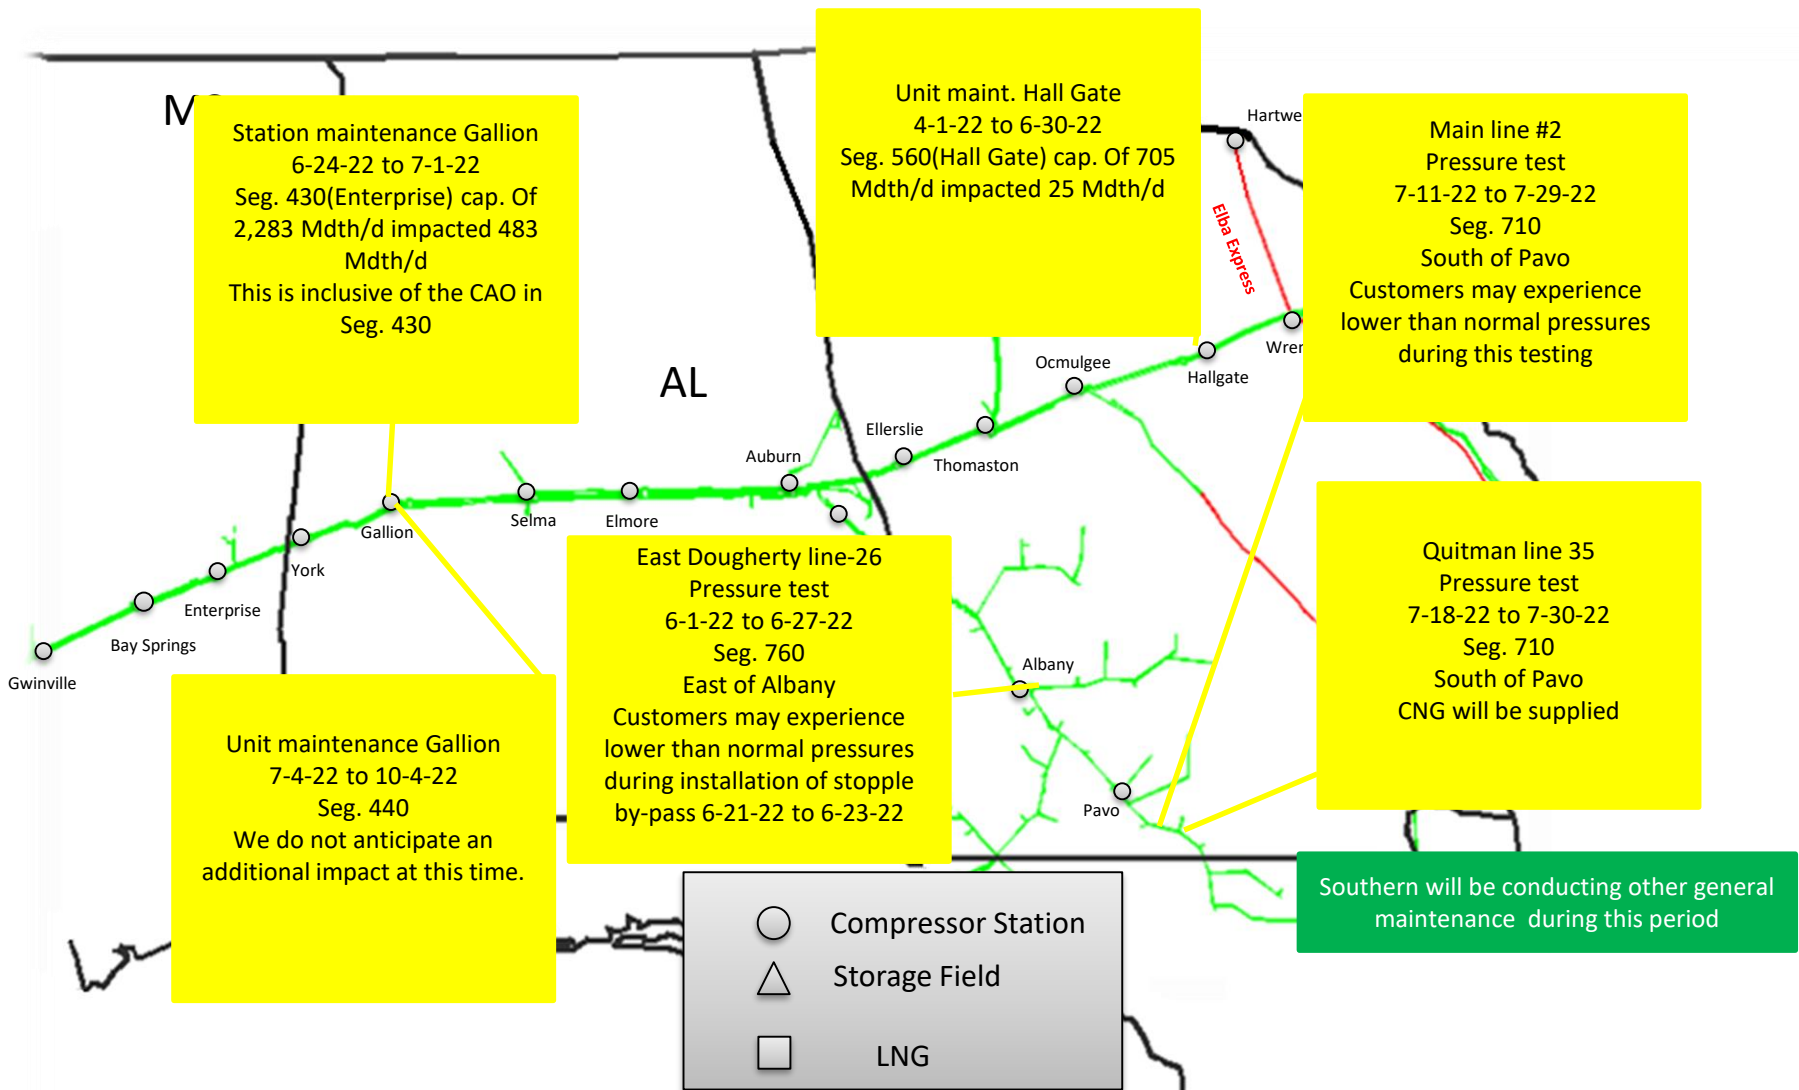 Station maintenance Gallion
6-24-22 to 7-1-22
Seg. 430(Enterprise) cap. Of
2,283 Mdth/d impacted 483
Mdth/d
This is inclusive of the CAO in
Seg. 430
Unit maint. Hall Gate
4-1-22 to 6-30-22
Seg. 560(Hall Gate) cap. Of 705
Mdth/d impacted 25 Mdth/d
Main line #2
Pressure test
7-11-22 to 7-29-22
Seg. 710
South of Pavo
Customers may experience
lower than normal pressures
during this testing
Elba Express
AL
Ocmulgee
Hallgate
Ellerslie
Thomaston
Auburn
Selma
Elmore
Gallion
York
Enterprise
Bay Springs
Gwinville
East Dougherty line-26
Pressure test
6-1-22 to 6-27-22
Seg. 760
East of Albany
Customers may experience
lower than normal pressures
during installation of stopple
by-pass 6-21-22 to 6-23-22
Quitman line 35
Pressure test
7-18-22 to 7-30-22
Seg. 710
South of Pavo
CNG will be supplied
Albany
Pavo
Unit maintenance Gallion
7-4-22 to 10-4-22
Seg. 440
We do not anticipate an
additional impact at this time.
Southern will be conducting other general
maintenance during this period
Compressor Station
Storage Field
LNG